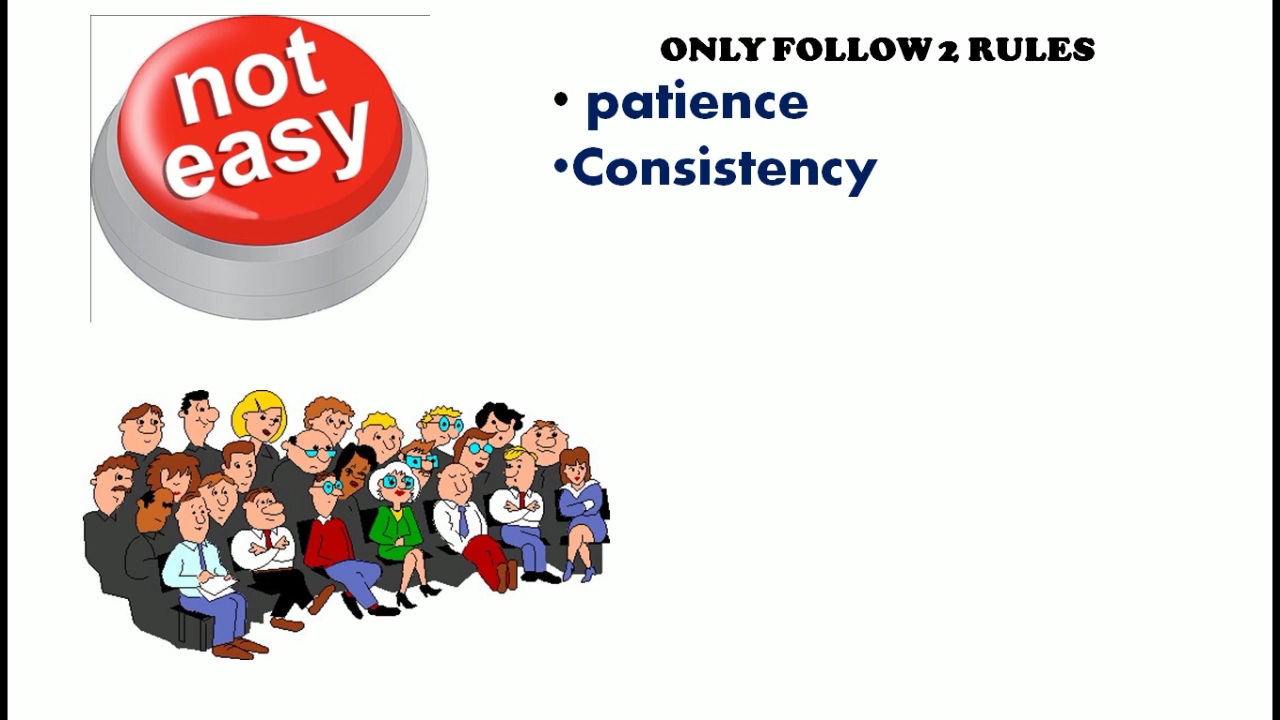 not
easy
ONLY FOLLOW 2 RULES
• patience
•Consistency